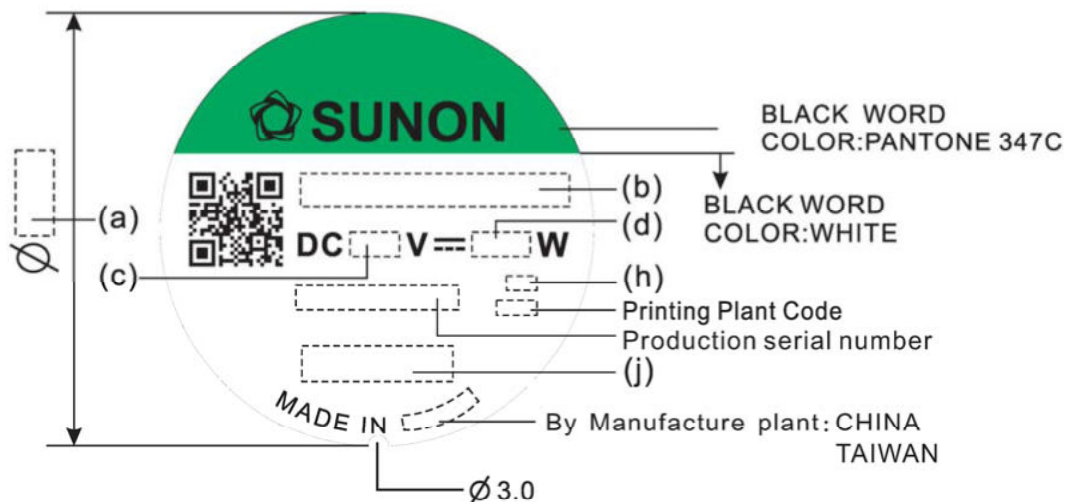 SUNON
BLACK WORD
COLOR:PANTONE 347C
(b)
(a)
BLACK WORD
COLOR:WHITE
(d)
DC V W
(c)
(h)
Printing Plant Code
Production serial number
(j)
MADE IN
By Manufacture plant: CHINA
TAIWAN
Ø
Ø 3.0